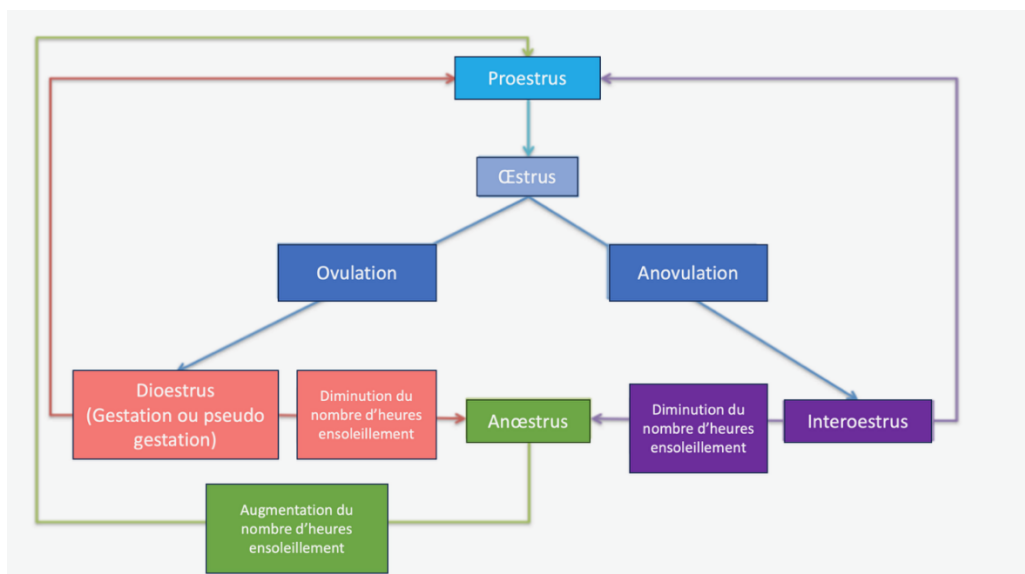 Proestrus
Œstrus
Ovulation
Anovulation
Dioestrus
(Gestation ou pseudo
gestation)
Diminution du
nombre d'heures
ensoleillement
Anœstrus
Diminution du
nombre d'heures
ensoleillement
Interoestrus
Augmentation du
nombre d'heures
ensoleillement